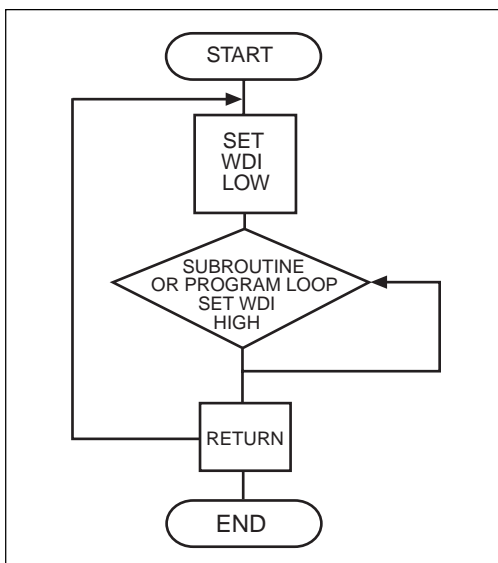 START
SET
WDI
LOW
SUBROUTINE
OR PROGRAM LOOP
SET WDI
HIGH
RETURN
END